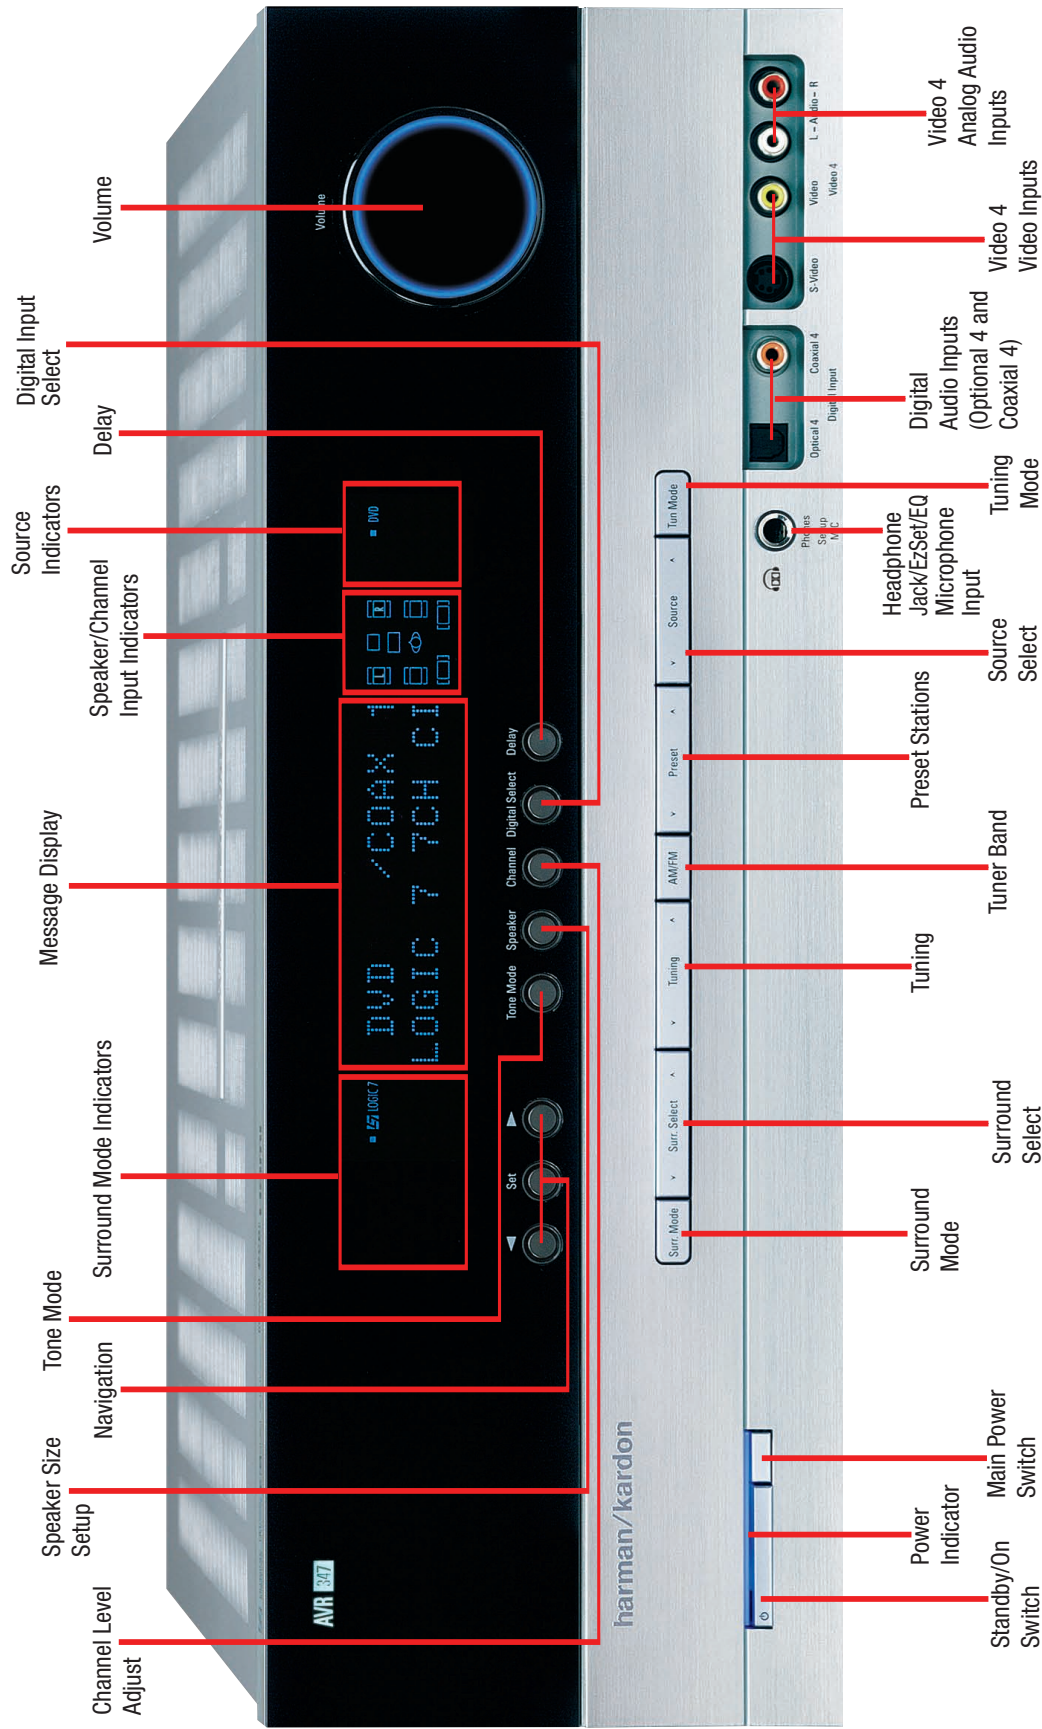 Channel Level
Adjust
Speaker Size
Setup
Navigation
Tone Mode
Surround Mode Indicators
Message Display
Speaker/Channel
Input Indicators
Source
Indicators
Delay
Digital Input
Select
Volume
AVR 347
LOGIC 7
DVD /COAX 1
LOGIC 7 7CH CI
L
R
DVD
Volume
Set
Tone Mode
Speaker
Channel
Digital Select
Delay
harman/kardon
Surr. Mode
Surr. Select
Tuning
AM/FM
Preset
Source
Tun Mode
Phones
Setup
MIC
Optical 4
Coaxial 4
Digital Input
S-Video
Video
L – Audio – R
Video 4
Standby/On
Switch
Power
Indicator
Main Power
Switch
Surround
Mode
Surround
Select
Tuning
Tuner Band
Preset Stations
Source
Select
Headphone
Jack/EzSet/EQ
Microphone
Input
Tuning
Mode
Digital
Audio Inputs
(Optional 4 and
Coaxial 4)
Video 4
Video Inputs
Video 4
Analog Audio
Inputs